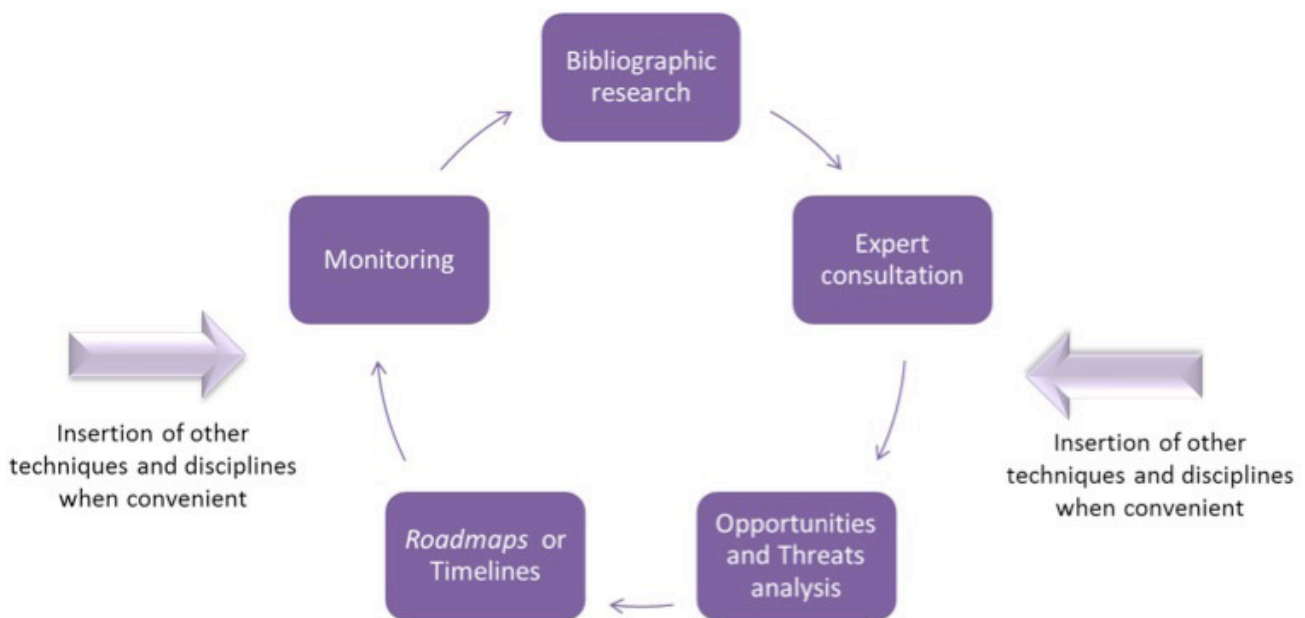 Bibliographic
research
Monitoring
Expert
consultation
Insertion of other
techniques and disciplines
when convenient
Insertion of other
techniques and disciplines
when convenient
Roadmaps or
Timelines
Opportunities
and Threats
analysis